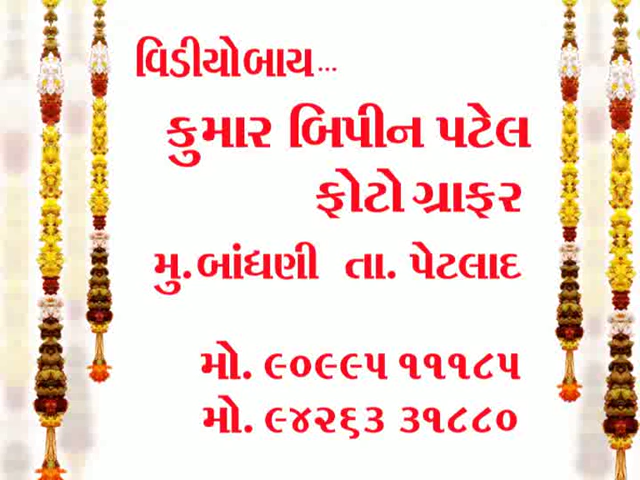 વિડીયોબાય...
કુમાર બિપીન પટેલ
ફોટોગ્રાફર
મુ.બાંધણી તા. પેટલાદ
મો. ૯૦૯૯૫ ૧૧૧૮૫
મો. ૯૪૨૬૩ ૩૧૮૮૦